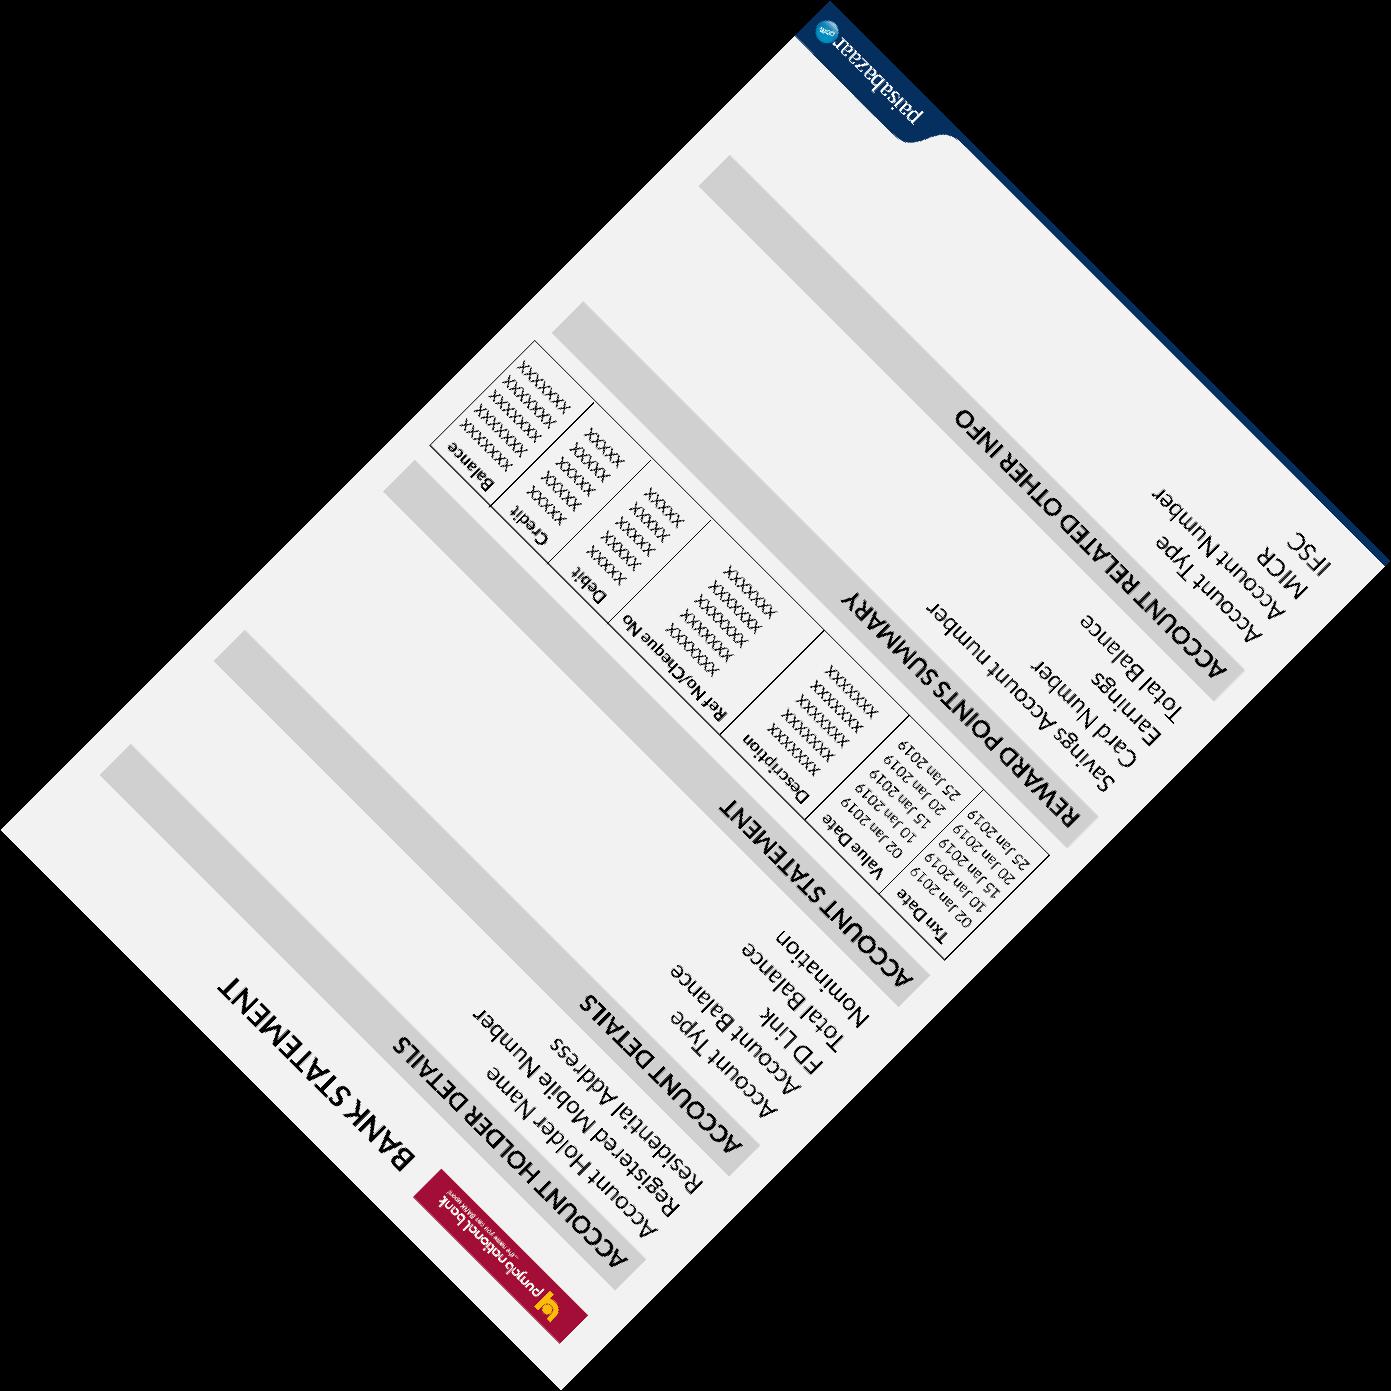 punjab national bank
...the name you can BANK upon!
BANK STATEMENT
ACCOUNT HOLDER DETAILS
Account Holder Name
Registered Mobile Number
Residential Address
ACCOUNT DETAILS
Account Type
Account Balance
FD Link
Total Balance
Nomination
ACCOUNT STATEMENT
Txn Date Value Date Description Ref No/Cheque No Debit Credit Balance
02 Jan 2019 02 Jan 2019 XXXXXXX XXXXXXX XXXXX XXXXX XXXXXXX
10 Jan 2019 10 Jan 2019 XXXXXXX XXXXXXX XXXXX XXXXX XXXXXXX
15 Jan 2019 15 Jan 2019 XXXXXXX XXXXXXX XXXXX XXXXX XXXXXXX
20 Jan 2019 20 Jan 2019 XXXXXXX XXXXXXX XXXXX XXXXX XXXXXXX
25 Jan 2019 25 Jan 2019 XXXXXXX XXXXXXX XXXXX XXXXX XXXXXXX
REWARD POINTS SUMMARY
Savings Account number
Card Number
Earnings
Total Balance
ACCOUNT RELATED OTHER INFO
Account Type
Account Number
MICR
IFSC
paisabazaar com